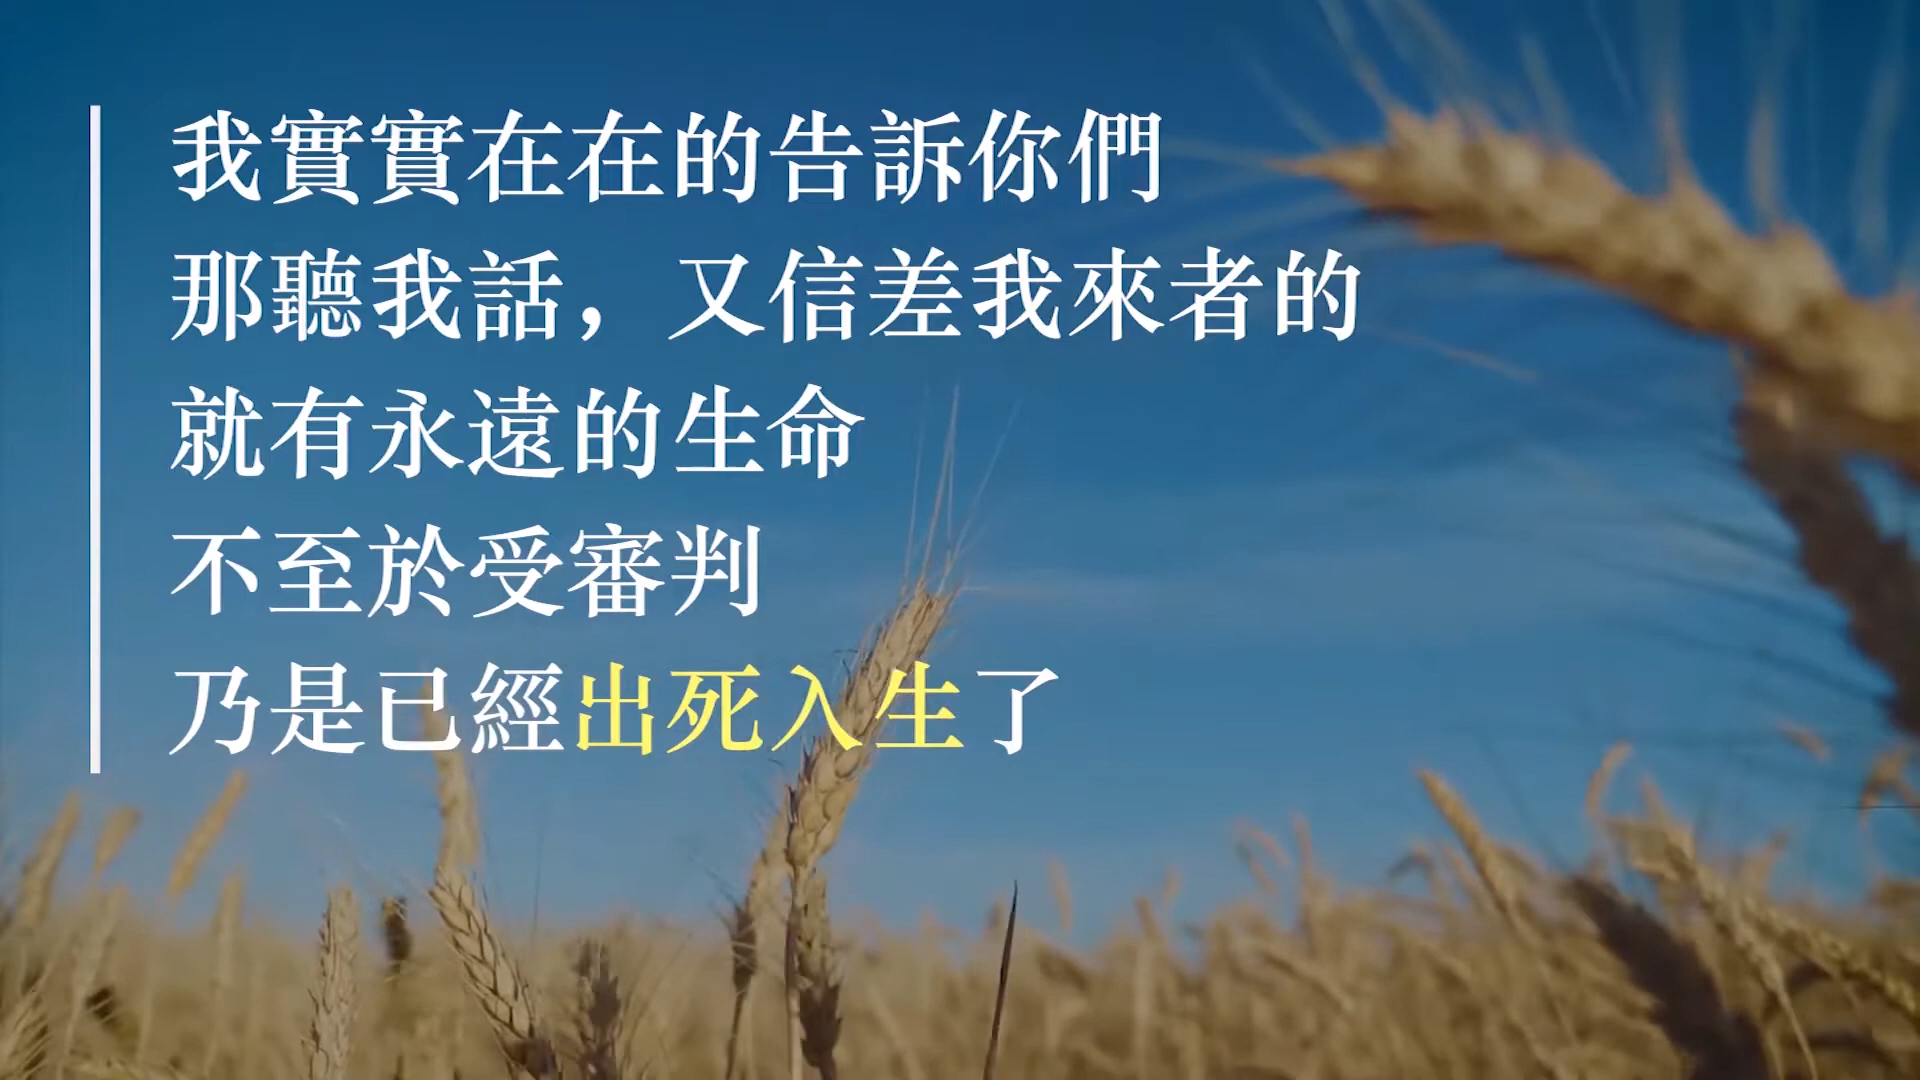 我實實在在的告訴你們
那聽我話，又信差我來者的
就有永遠的生命
不至於受審判
乃是已經出死入生了